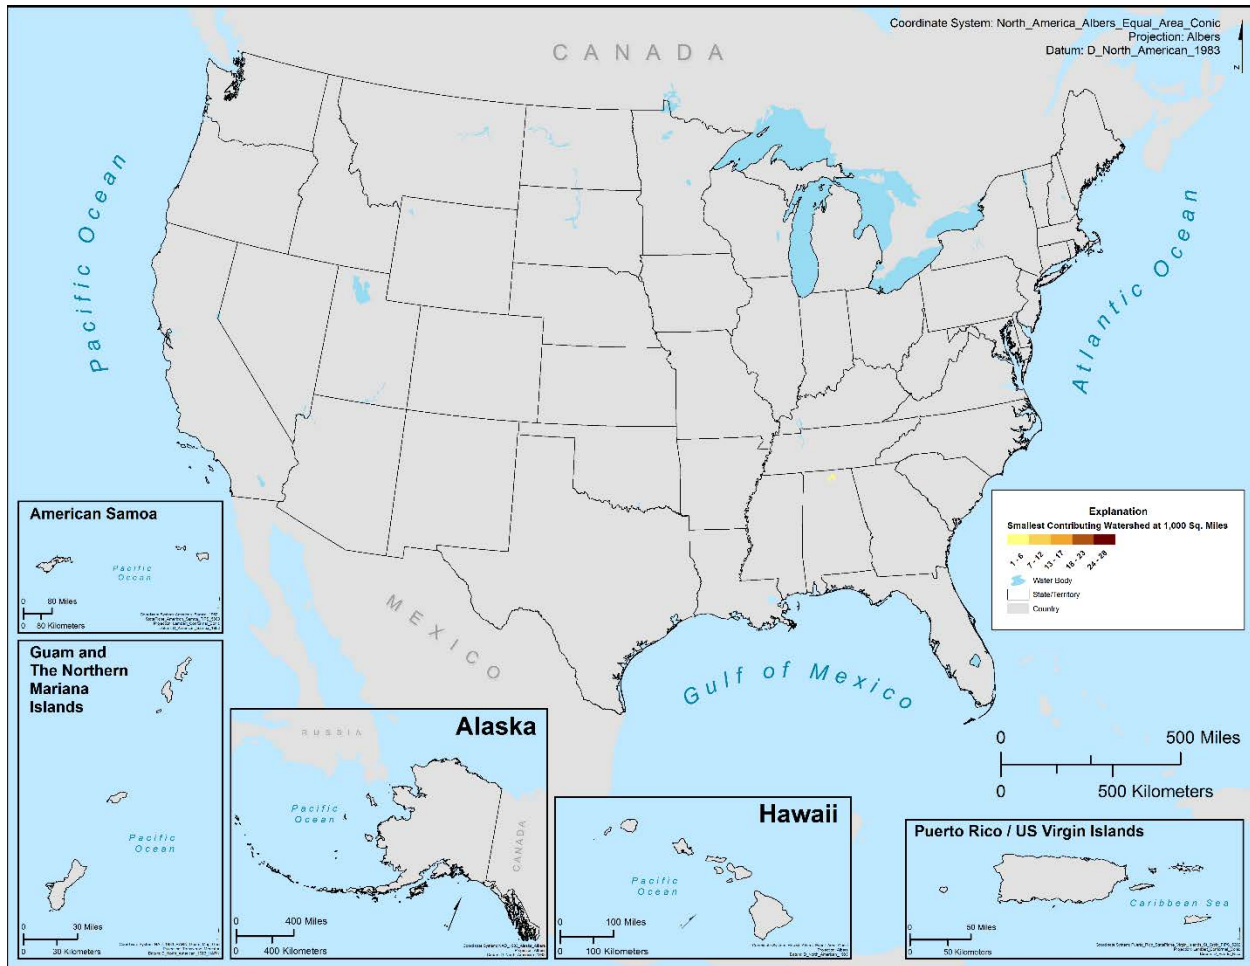 Coordinate System: North_America_Albers_Equal_Area_Conic
Projection: Albers
Datum: D_North_American_1983
N
CANADA
Pacific Ocean
Atlantic Ocean
MEXICO
Gulf of Mexico
Explanation
Smallest Contributing Watershed at 1,000 Sq. Miles
1 - 6
7 - 12
13 - 17
18 - 23
24 - 28
Water Body
State/Territory
Country
0 500 Miles
0 500 Kilometers
American Samoa
Pacific
Ocean
0 80 Miles
0 80 Kilometers
Guam and
The Northern
Mariana
Islands
Pacific
Ocean
0 30 Miles
0 30 Kilometers
Alaska
RUSSIA
Pacific
Ocean
CANADA
0 400 Miles
0 400 Kilometers
Hawaii
Pacific
Ocean
0 100 Miles
0 100 Kilometers
Puerto Rico / US Virgin Islands
Caribbean Sea
0 50 Miles
0 50 Kilometers